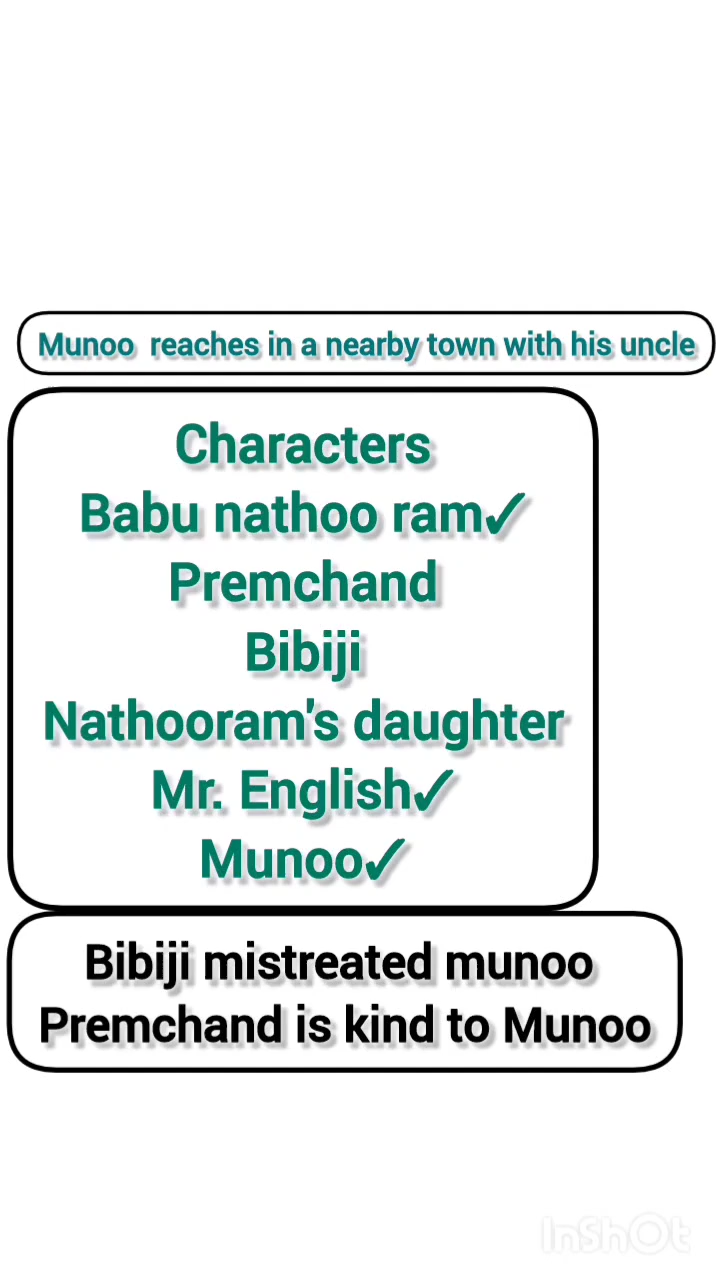 Munoo reaches in a nearby town with his uncle
Characters
Babu nathoo ram✓
Premchand
Bibiji
Nathooram's daughter
Mr. English✓
Munoo✓
Bibiji mistreated munoo
Premchand is kind to Munoo
InShOt